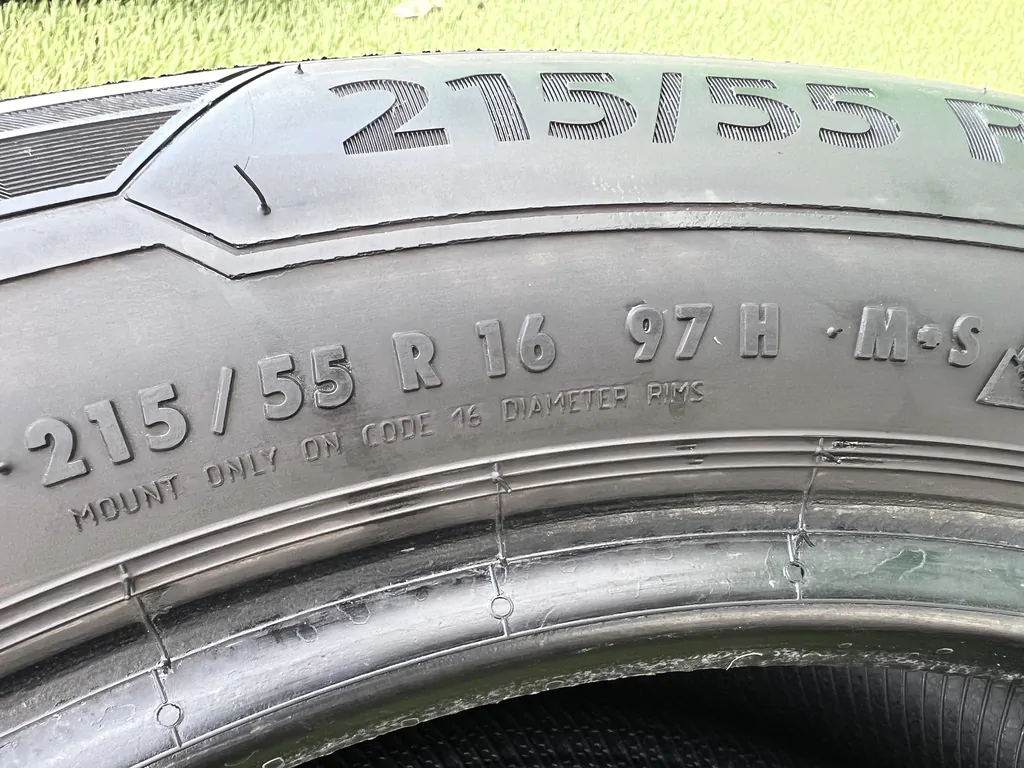 215/55 R
215/55 R 16 97 H M+S
MOUNT ONLY ON CODE 16 DIAMETER RIMS